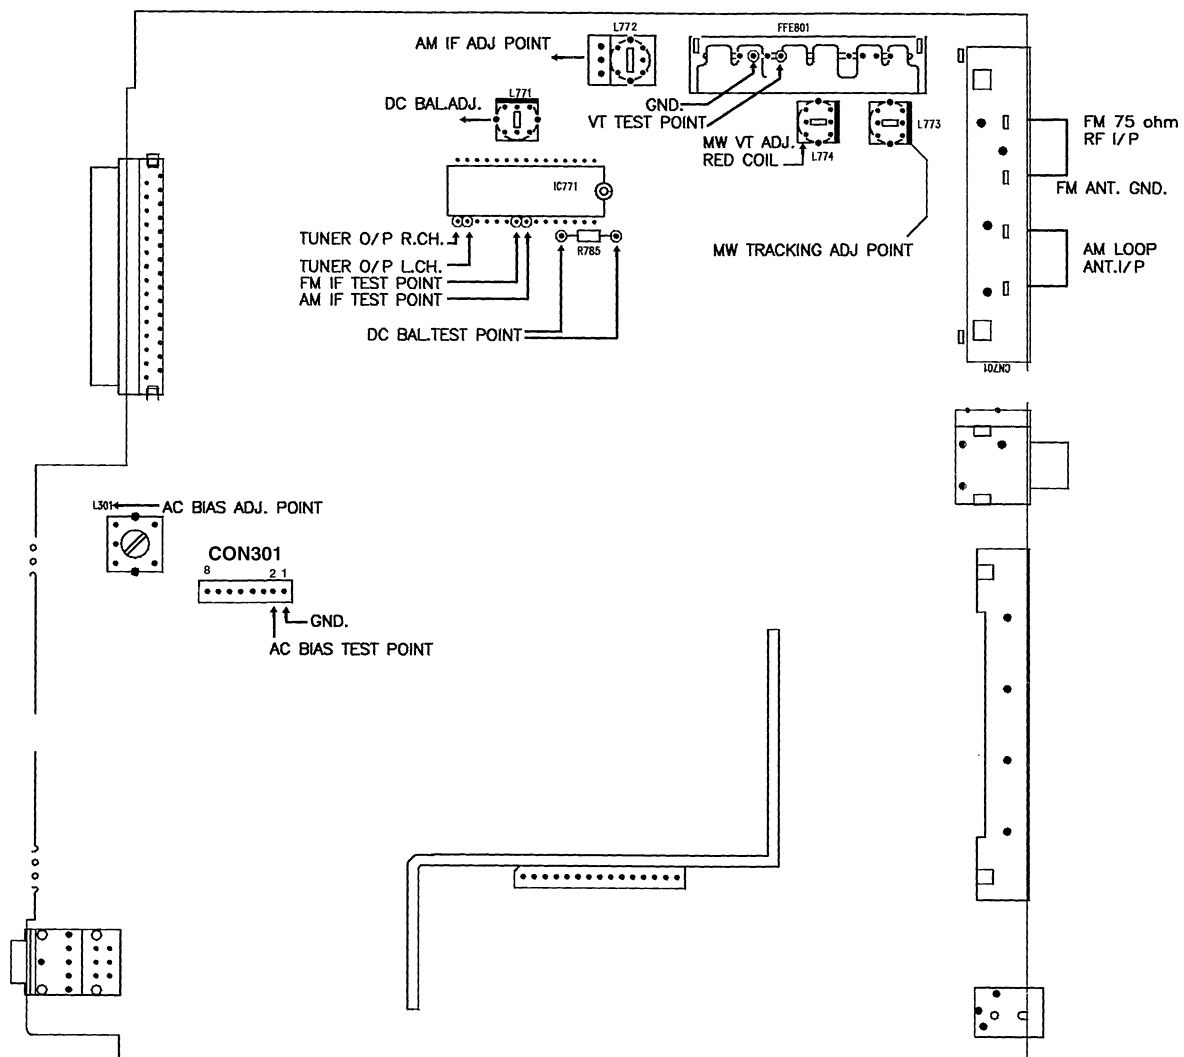 L772
FFE801
AM IF ADJ POINT
L771
DC BAL.ADJ.
GND.
VT TEST POINT
MW VT ADJ.
RED COIL
L774
L773
FM 75 ohm
RF I/P
FM ANT. GND.
IC771
TUNER O/P R.CH.
R785
MW TRACKING ADJ POINT
AM LOOP
ANT.I/P
TUNER O/P L.CH.
FM IF TEST POINT
AM IF TEST POINT
DC BAL.TEST POINT
CN701
L301
AC BIAS ADJ. POINT
CON301
8
2 1
GND.
AC BIAS TEST POINT